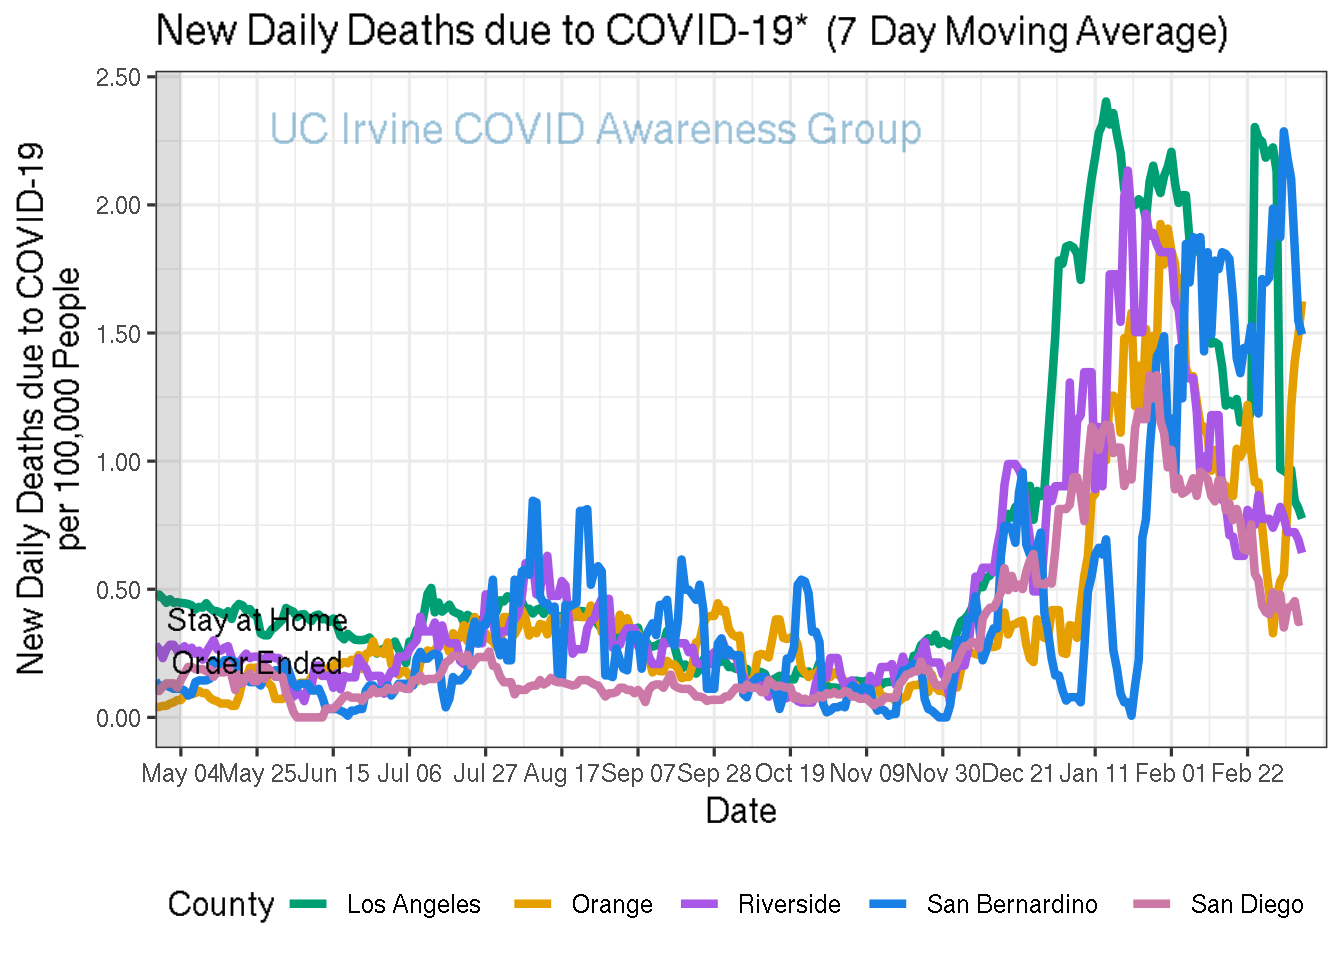 New Daily Deaths due to COVID-19* (7 Day Moving Average)
New Daily Deaths due to COVID-19
per 100,000 People
2.50
2.00
1.50
1.00
0.50
0.00
UC Irvine COVID Awareness Group
Stay at Home
Order Ended
May 04 May 25 Jun 15 Jul 06 Jul 27 Aug 17 Sep 07 Sep 28 Oct 19 Nov 09 Nov 30 Dec 21 Jan 11 Feb 01 Feb 22
Date
County Los Angeles Orange Riverside San Bernardino San Diego